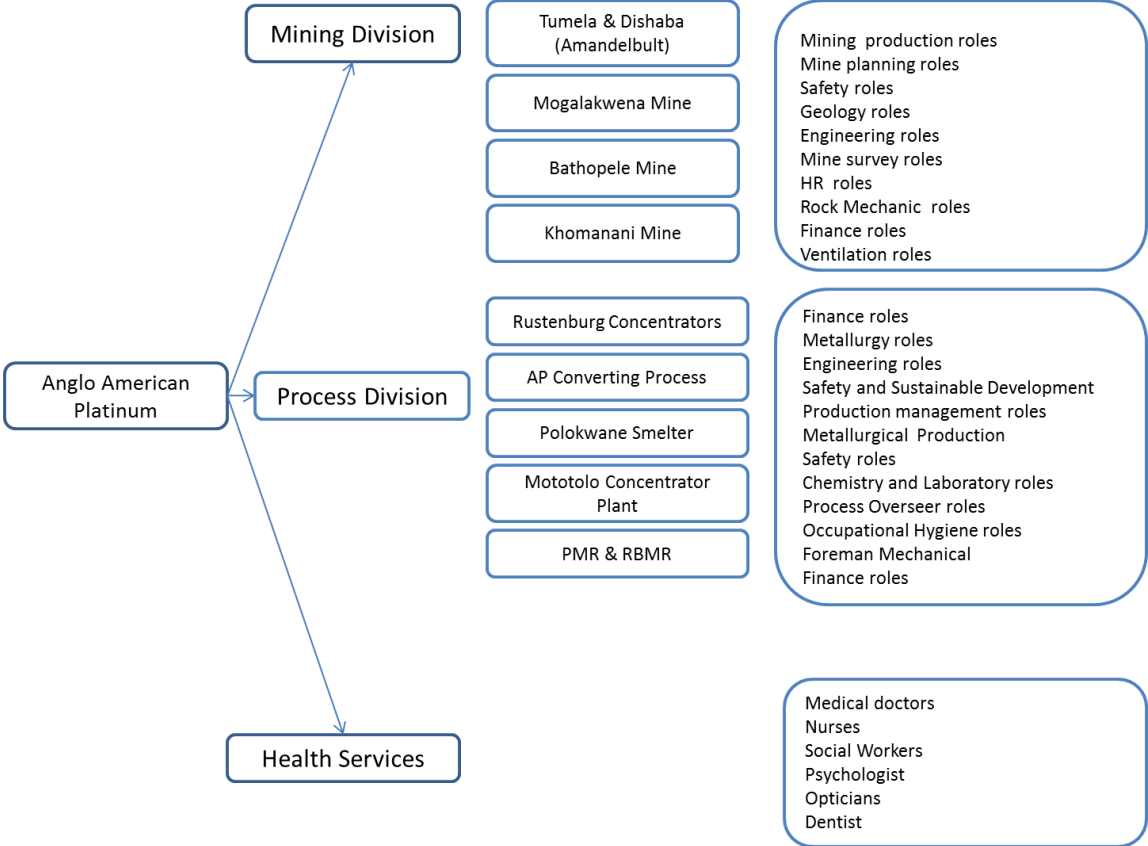 Mining Division
Tumela & Dishaba
(Amandelbult)
Mogalakwena Mine
Bathopele Mine
Khomanani Mine
Mining production roles
Mine planning roles
Safety roles
Geology roles
Engineering roles
Mine survey roles
HR roles
Rock Mechanic roles
Finance roles
Ventilation roles
Anglo American
Platinum
Process Division
Rustenburg Concentrators
AP Converting Process
Polokwane Smelter
Mototolo Concentrator
Plant
PMR & RBMR
Finance roles
Metallurgy roles
Engineering roles
Safety and Sustainable Development
Production management roles
Metallurgical Production
Safety roles
Chemistry and Laboratory roles
Process Overseer roles
Occupational Hygiene roles
Foreman Mechanical
Finance roles
Health Services
Medical doctors
Nurses
Social Workers
Psychologist
Opticians
Dentist